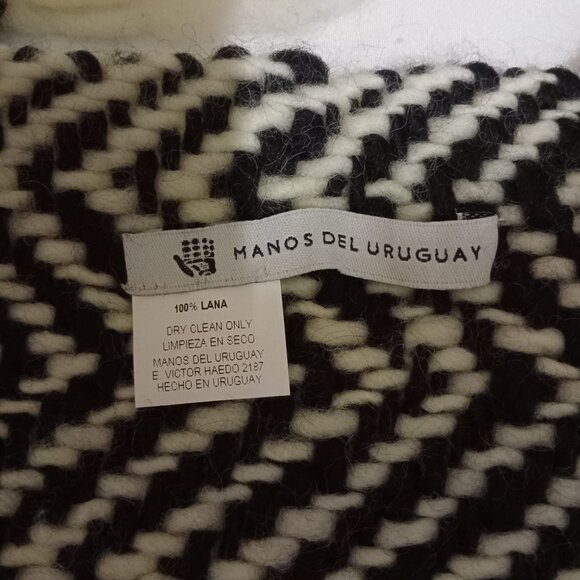 MANOS DEL URUGUAY
100% LANA
DRY CLEAN ONLY
LIMPIEZA EN SECO
MANOS DEL URUGUAY
E. VICTOR HAEDO 2187
HECHO EN URUGUAY